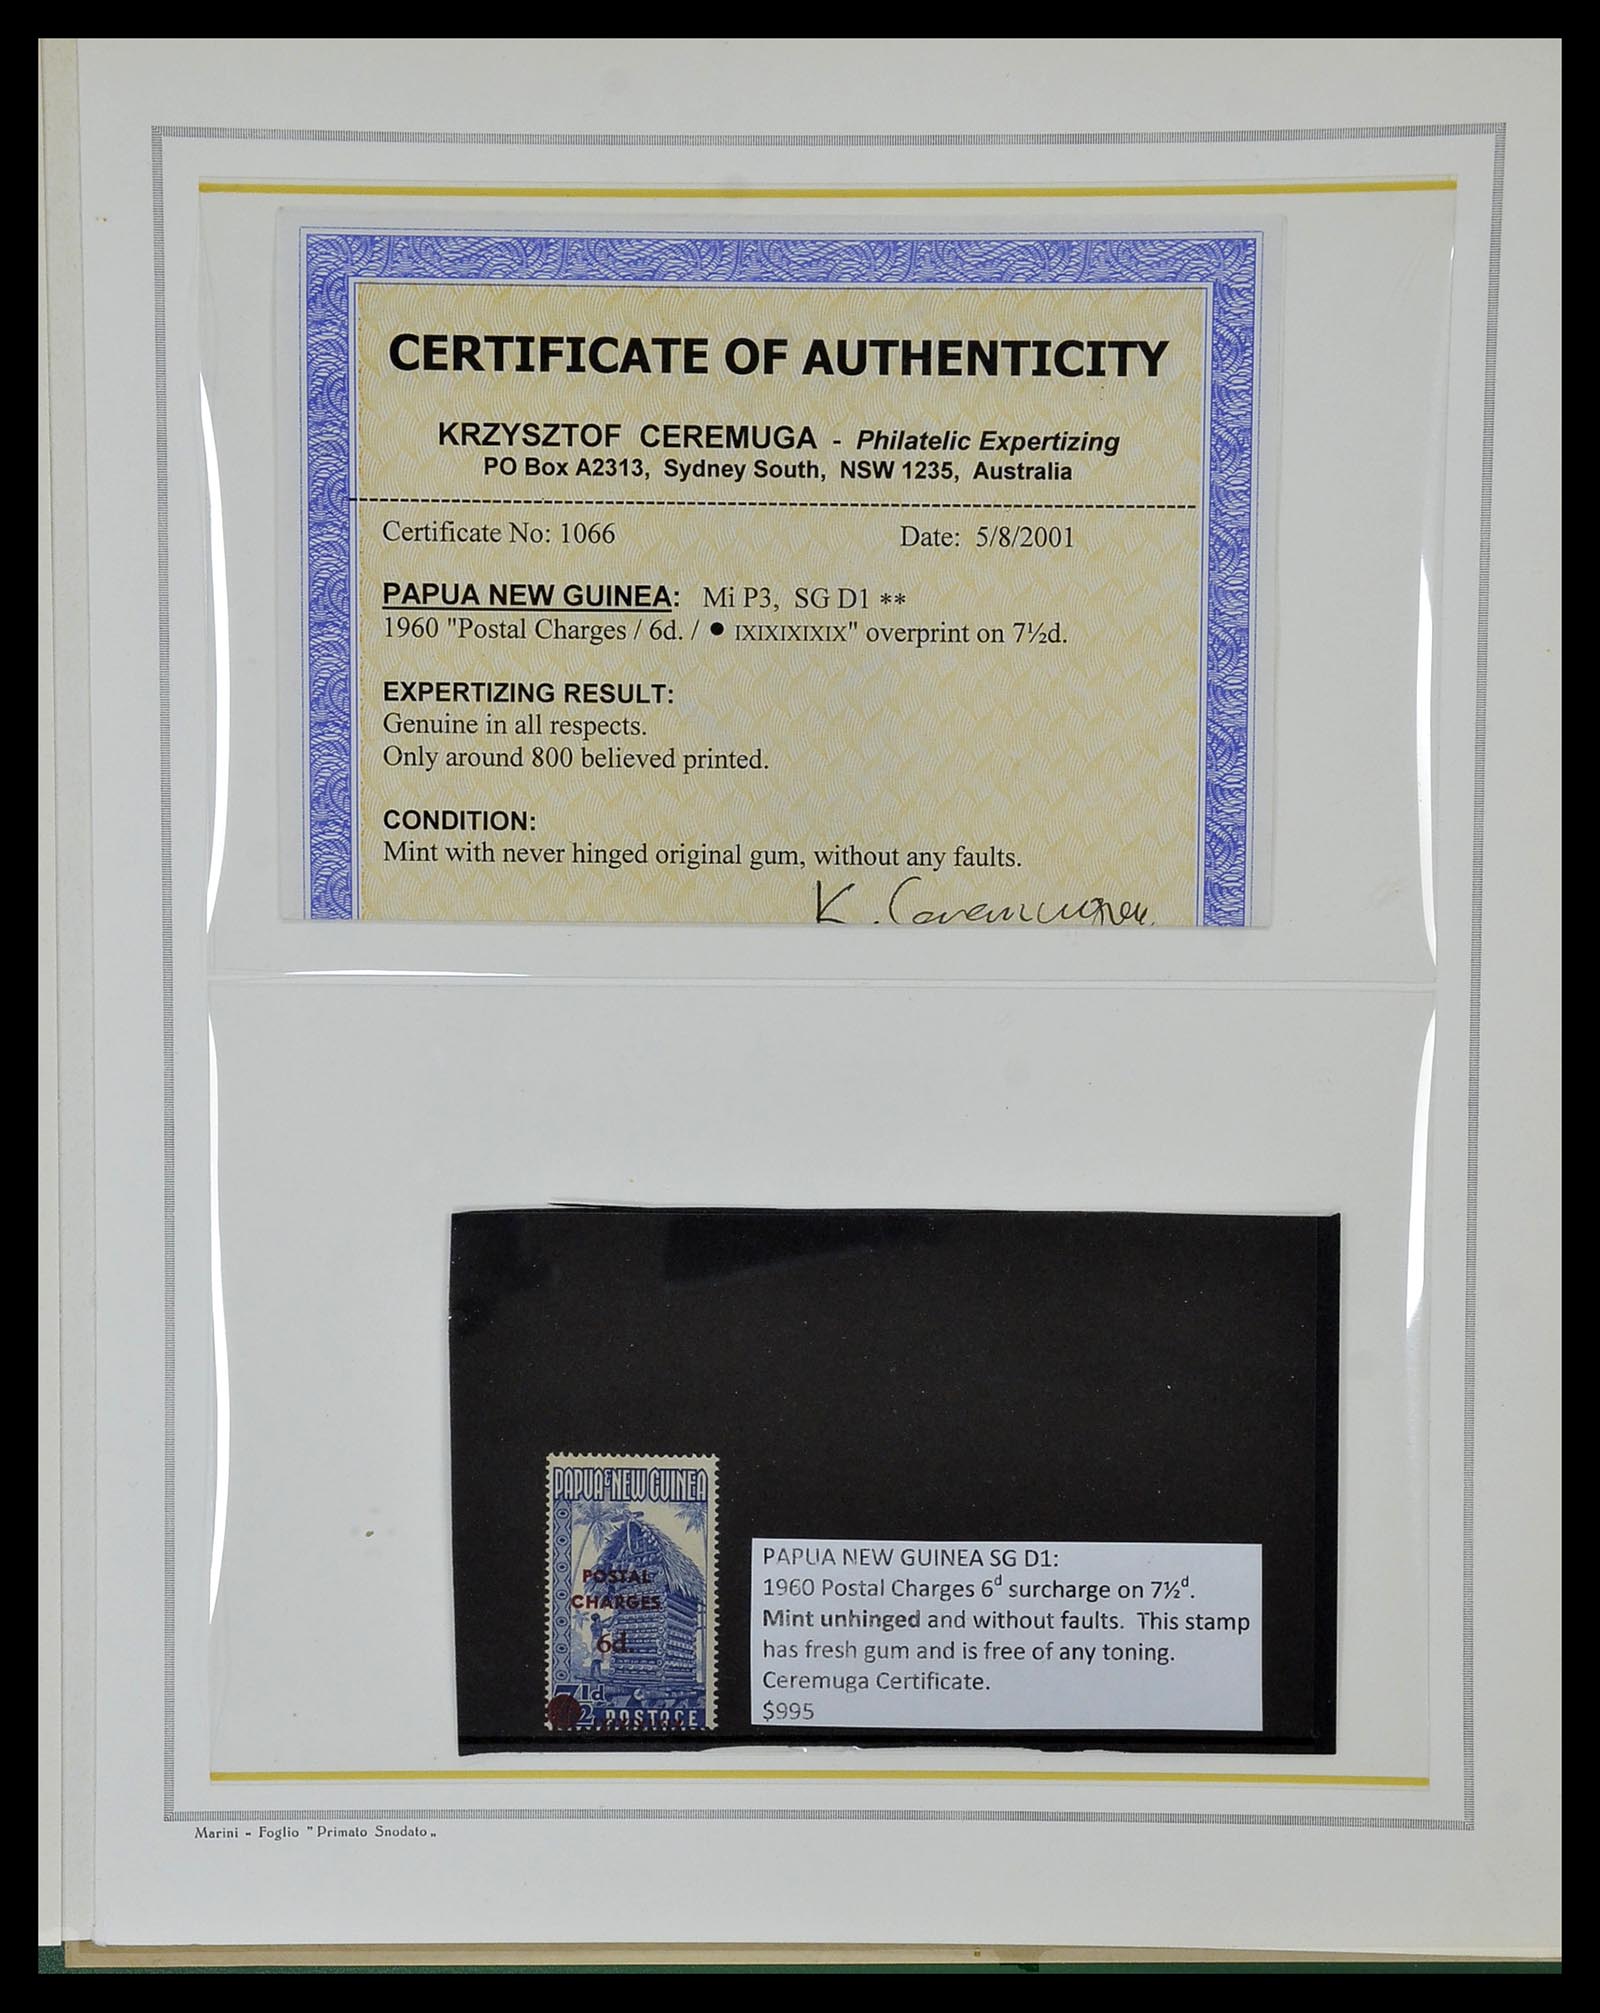 CERTIFICATE OF AUTHENTICITY
KRZYSZTOF CEREMUGA - Philatelic Expertizing
PO Box A2313, Sydney South, NSW 1235, Australia
Certificate No: 1066 Date: 5/8/2001
PAPUA NEW GUINEA: Mi P3, SG D1 **
1960 "Postal Charges / 6d. / ● IXIXIXIXIX" overprint on 7½d.
EXPERTIZING RESULT:
Genuine in all respects.
Only around 800 believed printed.
CONDITION:
Mint with never hinged original gum, without any faults.
K. Ceremuga
PAPUA & NEW GUINEA
POSTAL
CHARGES
6d.
7½d POSTAGE
PAPUA NEW GUINEA SG D1:
1960 Postal Charges 6d surcharge on 7½d.
Mint unhinged and without faults. This stamp
has fresh gum and is free of any toning.
Ceremuga Certificate.
$995
Marini - Foglio "Primato Snodato„